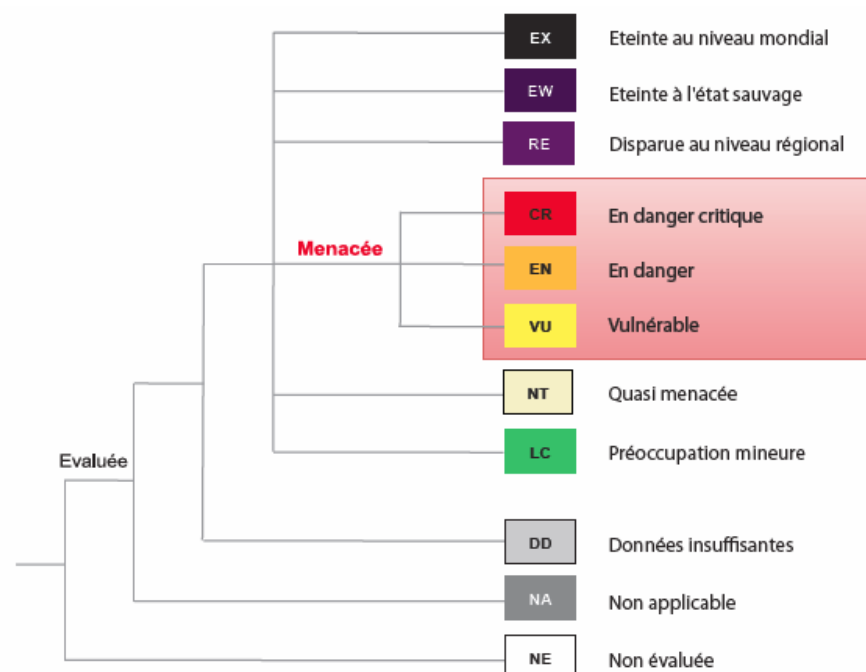 EX Eteinte au niveau mondial
EW Eteinte à l'état sauvage
RE Disparue au niveau régional
CR En danger critique
Menacée
EN En danger
VU Vulnérable
NT Quasi menacée
LC Préoccupation mineure
Evaluée
DD Données insuffisantes
NA Non applicable
NE Non évaluée